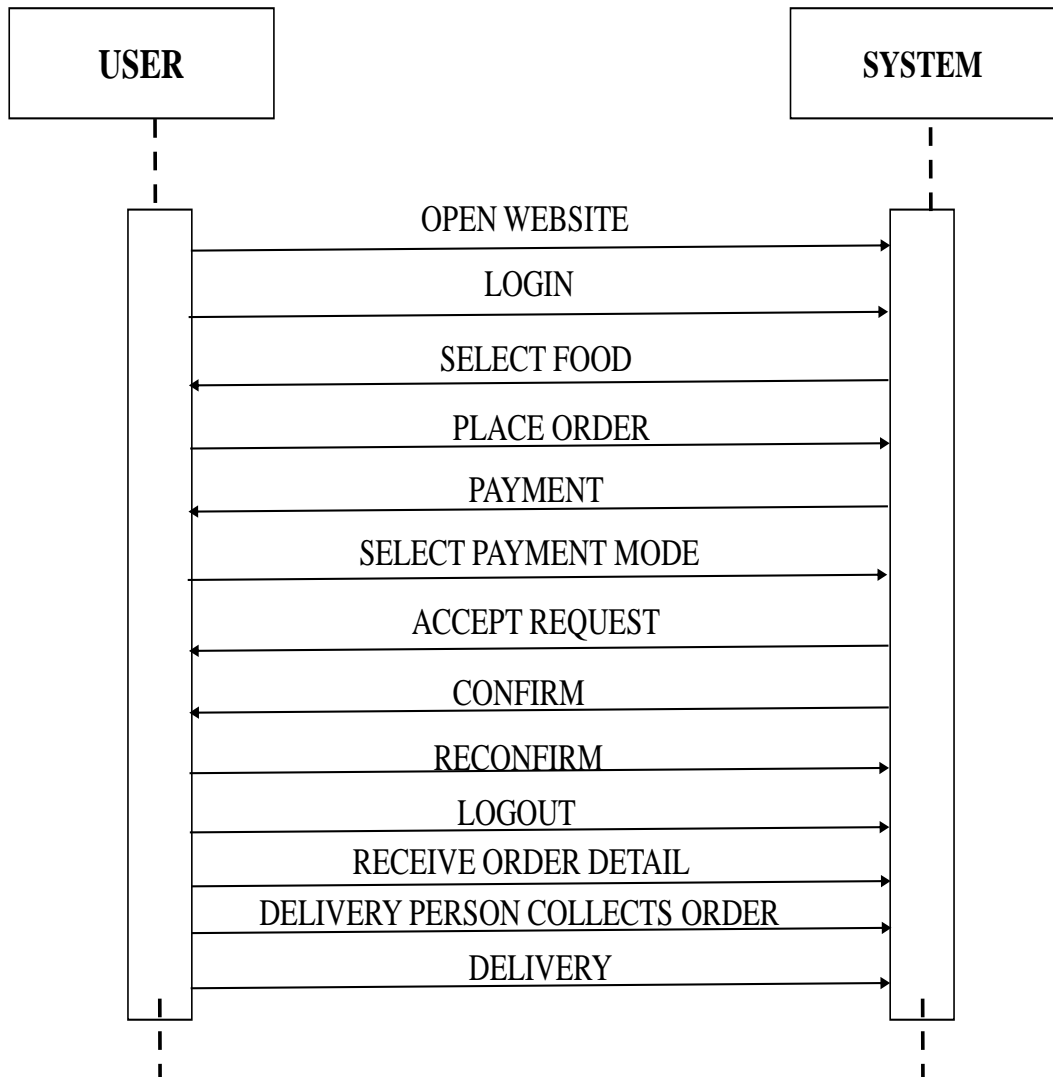 USER
SYSTEM
OPEN WEBSITE
LOGIN
SELECT FOOD
PLACE ORDER
PAYMENT
SELECT PAYMENT MODE
ACCEPT REQUEST
CONFIRM
RECONFIRM
LOGOUT
RECEIVE ORDER DETAIL
DELIVERY PERSON COLLECTS ORDER
DELIVERY